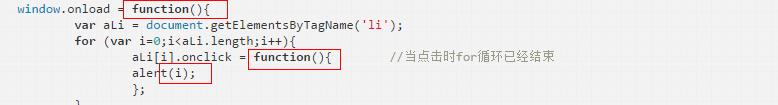 window.onload = function(){
var aLi = document.getElementsByTagName('li');
for (var i=0;i<aLi.length;i++){
aLi[i].onclick = function(){ //当点击时for循环已经结束
alert(i);
};
}